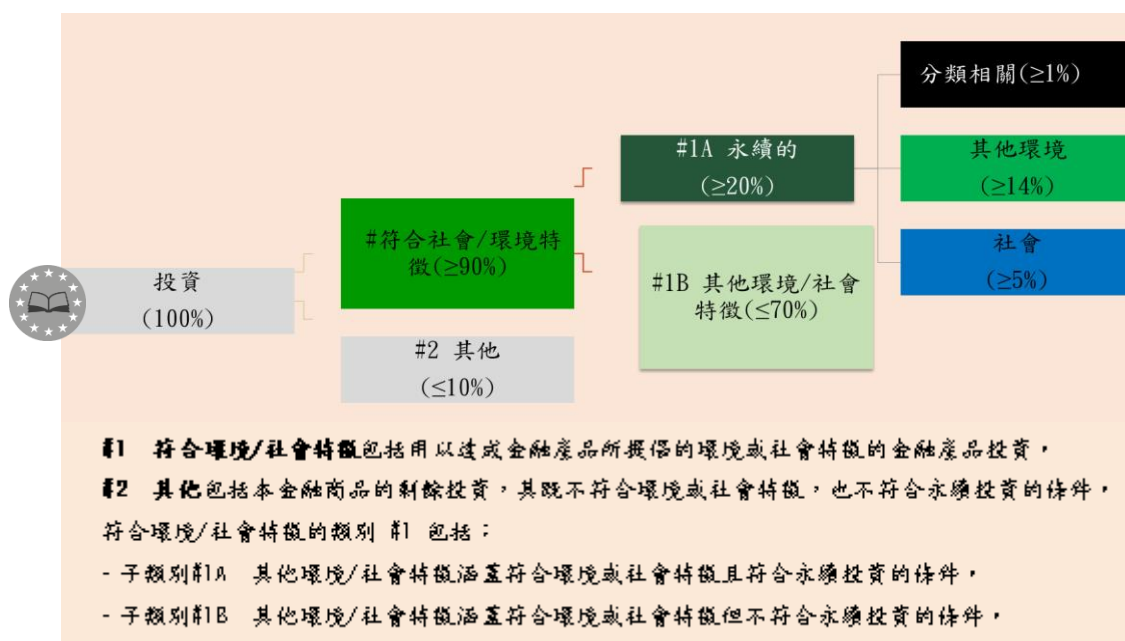 分類相關(≥1%)
#1A 永續的
(≥20%)
其他環境
(≥14%)
#符合社會/環境特
徵(≥90%)
社會
(≥5%)
投資
(100%)
#1B 其他環境/社會
特徵(≤70%)
#2 其他
(≤10%)
#1 符合環境/社會特徵包括用以達成金融產品所提倡的環境或社會特徵的金融產品投資，
#2 其他包括本金融商品的剩餘投資，其既不符合環境或社會特徵，也不符合永續投資的條件，
符合環境/社會特徵的類別 #1 包括：
- 子類別#1A 其他環境/社會特徵涵蓋符合環境或社會特徵且符合永續投資的條件，
- 子類別#1B 其他環境/社會特徵涵蓋符合環境或社會特徵但不符合永續投資的條件，